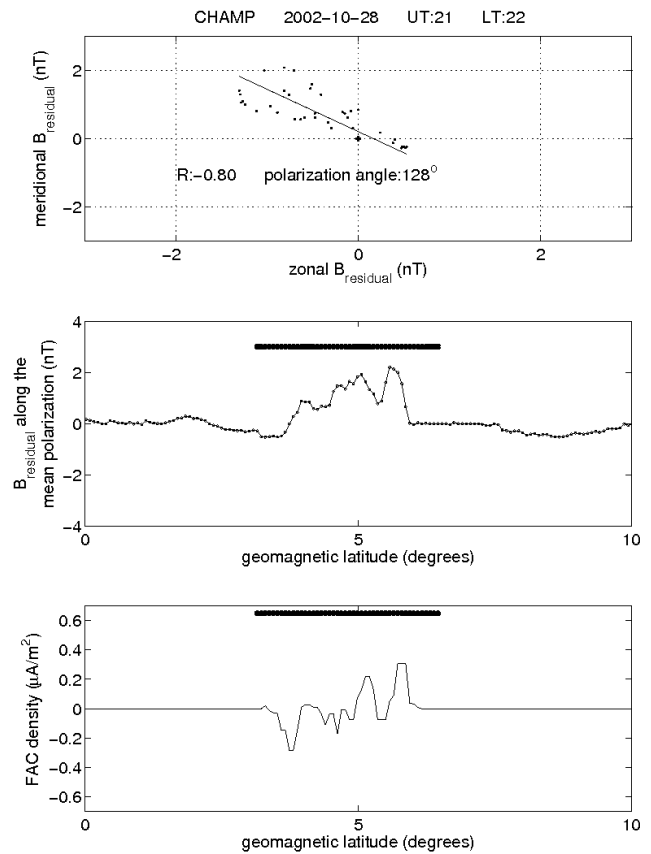 CHAMP 2002-10-28 UT:21 LT:22
meridional B_residual (nT)
2
0
-2
R:-0.80 polarization angle:128°
-2 0 2
zonal B_residual (nT)
B_residual along the
mean polarization (nT)
4
2
0
-2
-4
0 5 10
geomagnetic latitude (degrees)
FAC density (μA/m²)
0.6
0.4
0.2
0
-0.2
-0.4
-0.6
0 5 10
geomagnetic latitude (degrees)